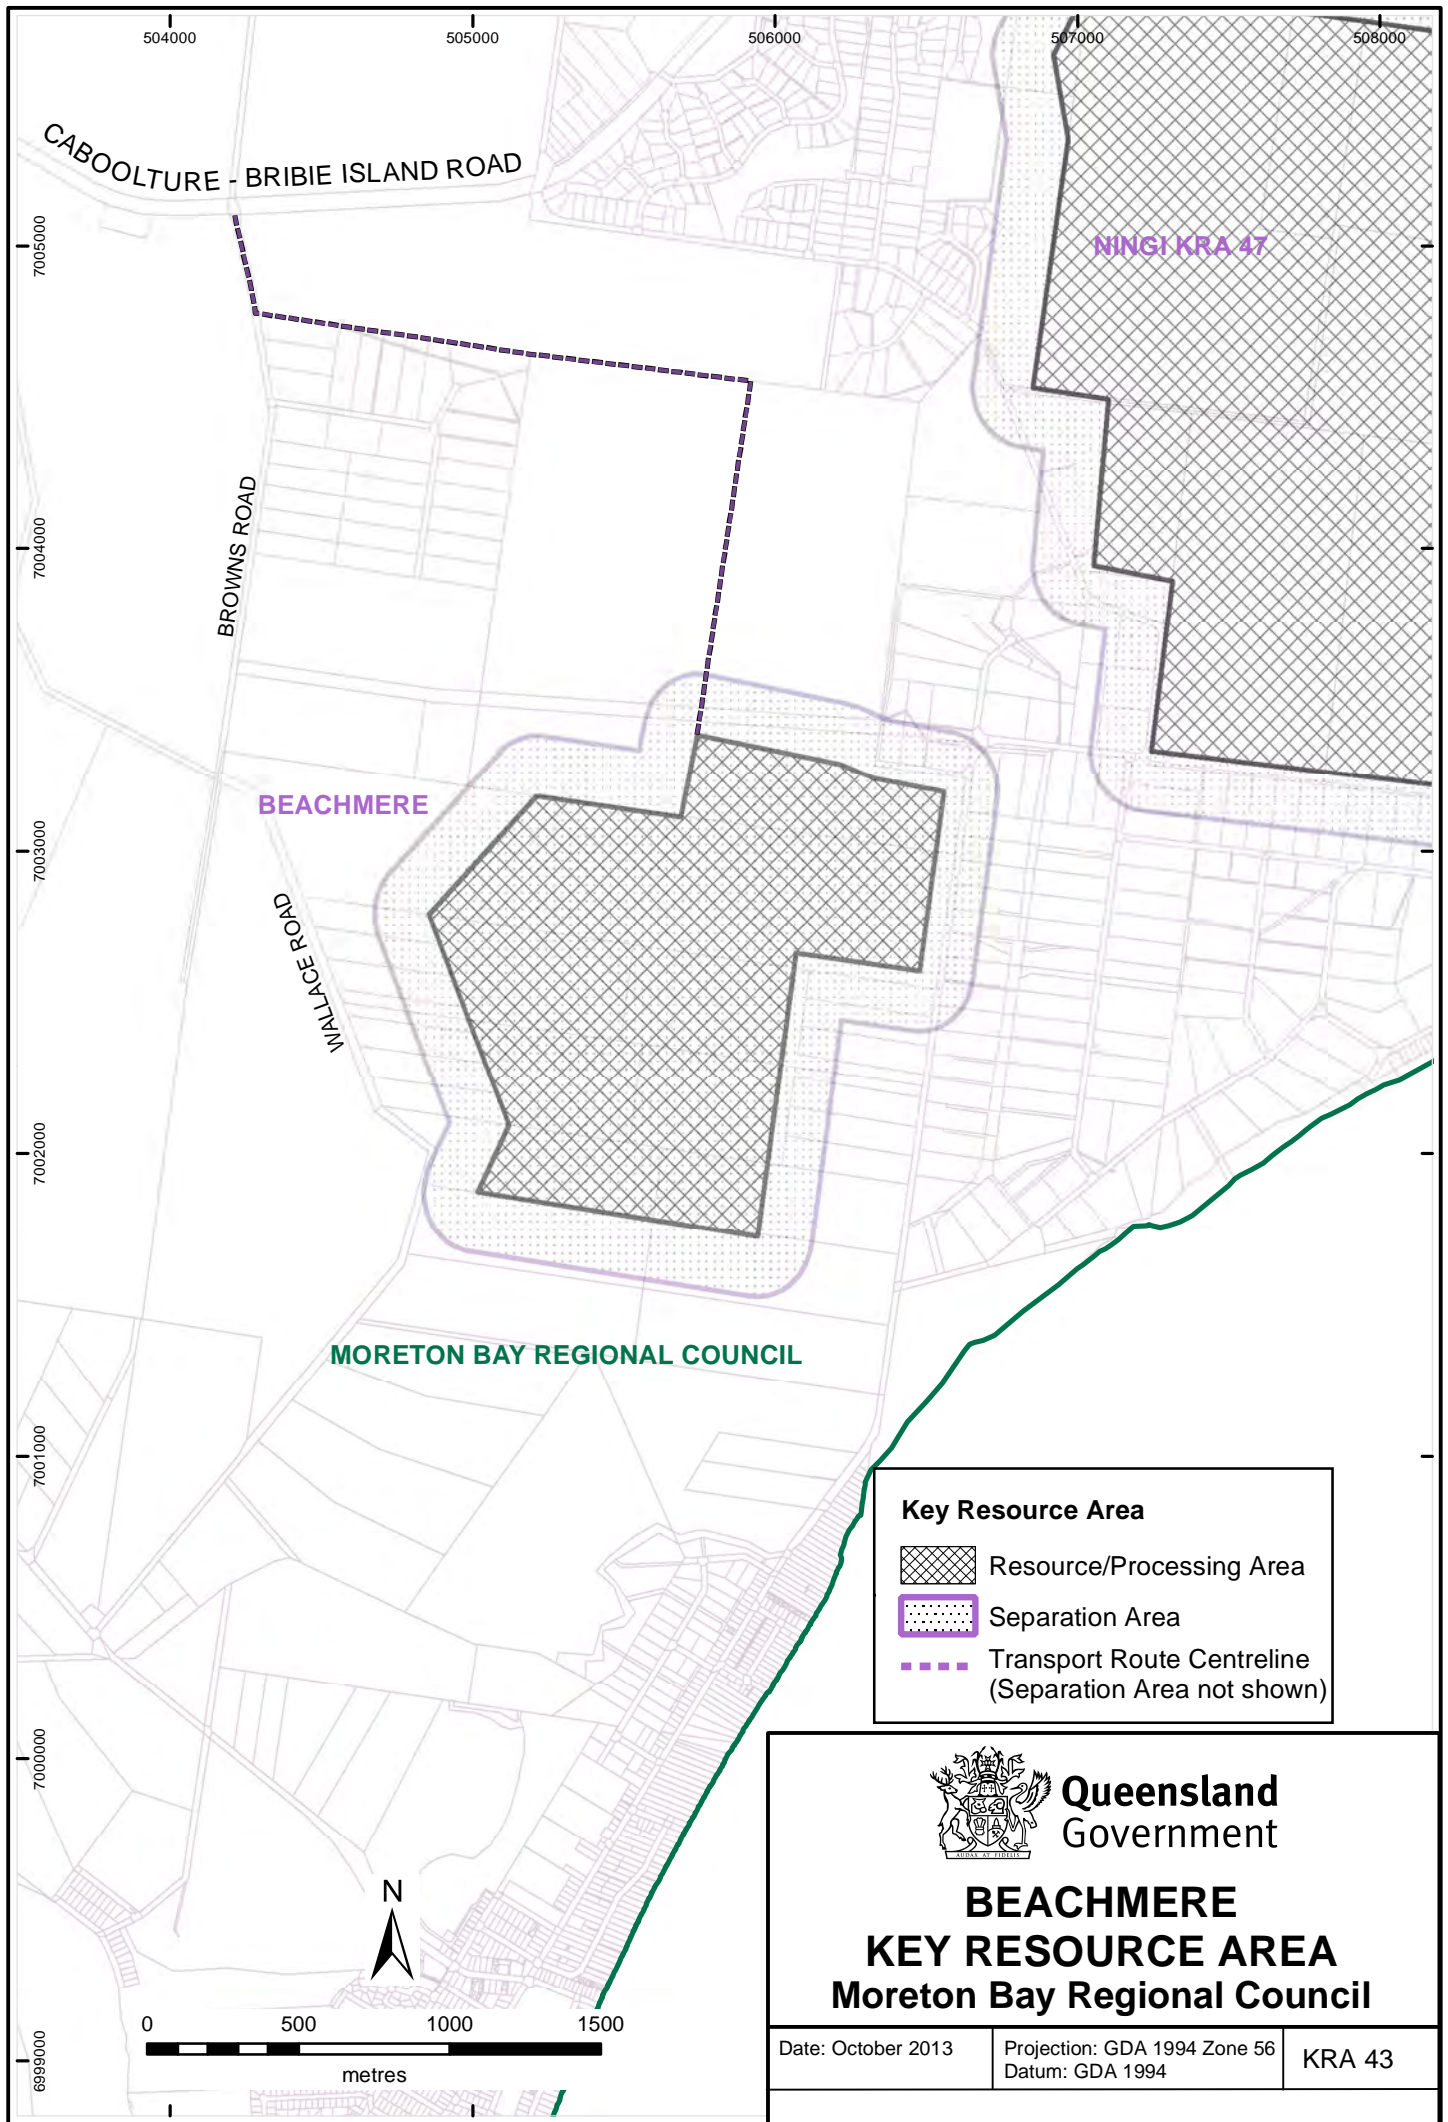 504000
505000
506000
507000
508000
CABOOLTURE - BRIBIE ISLAND ROAD
7005000
NINGI KRA 47
BROWNS ROAD
7004000
BEACHMERE
7003000
WALLACE ROAD
7002000
MORETON BAY REGIONAL COUNCIL
7001000
Key Resource Area
Resource/Processing Area
Separation Area
Transport Route Centreline
(Separation Area not shown)
7000000
Queensland
Government
AUDAX AT FIDELIS
N
BEACHMERE
KEY RESOURCE AREA
Moreton Bay Regional Council
0 500 1000 1500
metres
6999000
Date: October 2013
Projection: GDA 1994 Zone 56
Datum: GDA 1994
KRA 43